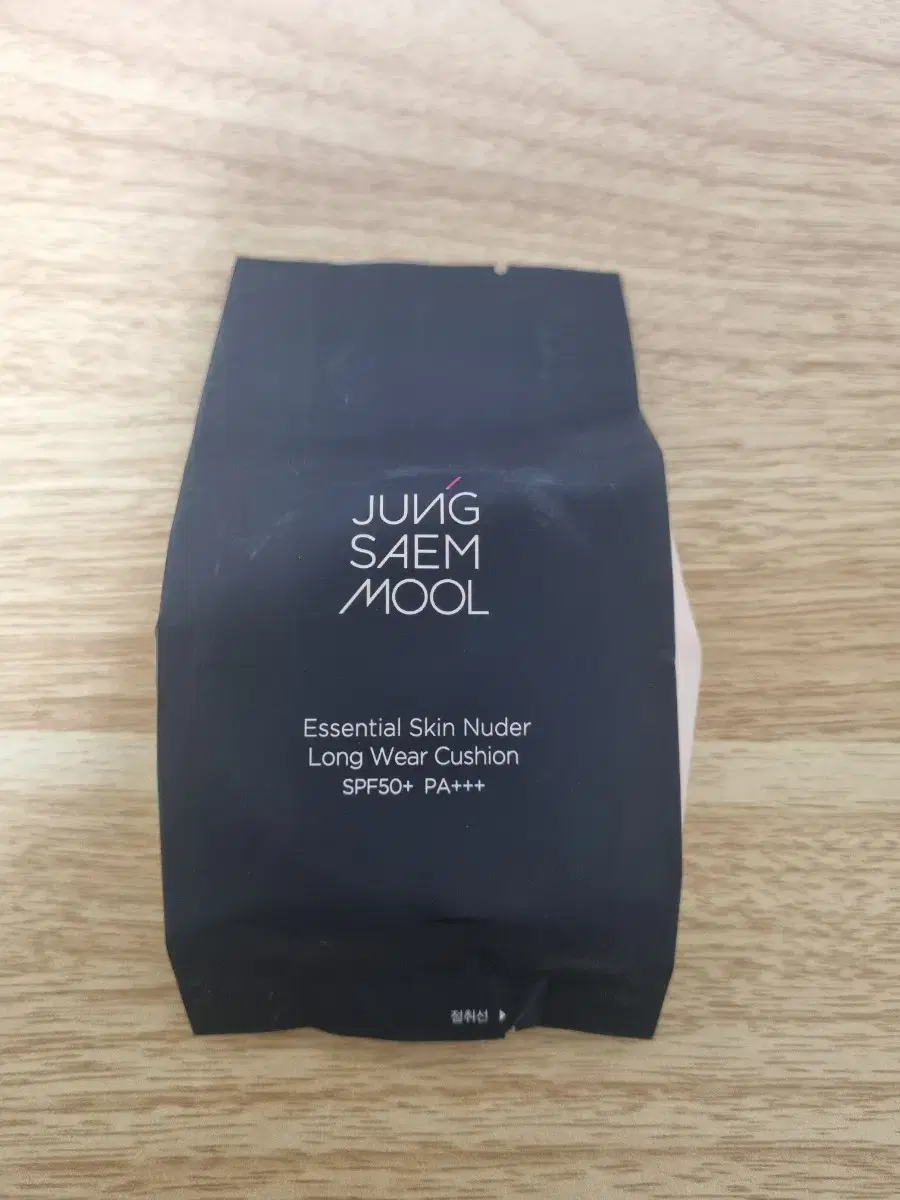 JUNG
SAEM
MOOL
Essential Skin Nuder
Long Wear Cushion
SPF50+ PA+++
절취선